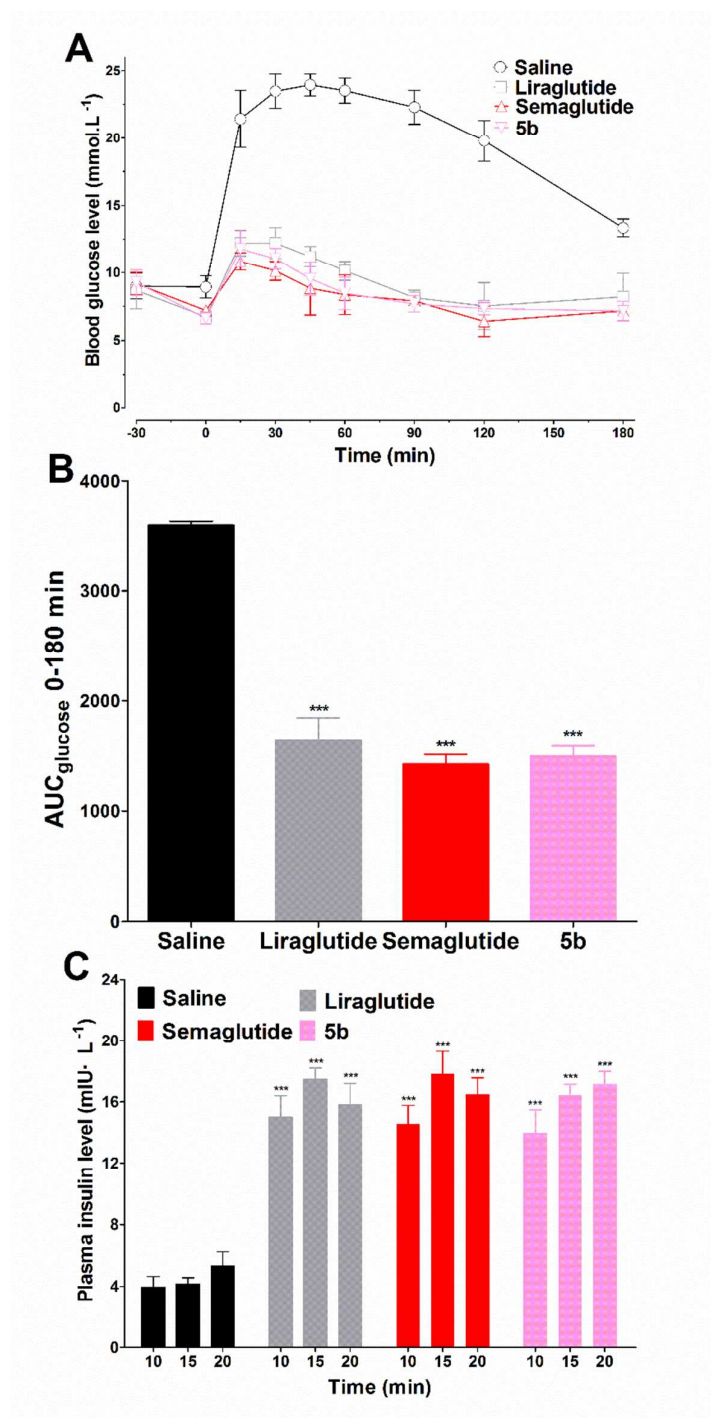 A
Saline
Liraglutide
Semaglutide
5b
Blood glucose level (mmol.L⁻¹)
25
20
15
10
5
0
-30 0 30 60 90 120 150 180
Time (min)
B
AUCglucose 0-180 min
4000
3000
2000
1000
0
***
***
***
Saline Liraglutide Semaglutide 5b
C
Saline Liraglutide
Semaglutide 5b
Plasma insulin level (mIU· L⁻¹)
24
20
16
12
8
4
0
*** *** *** *** *** *** *** *** ***
10 15 20 10 15 20 10 15 20 10 15 20
Time (min)